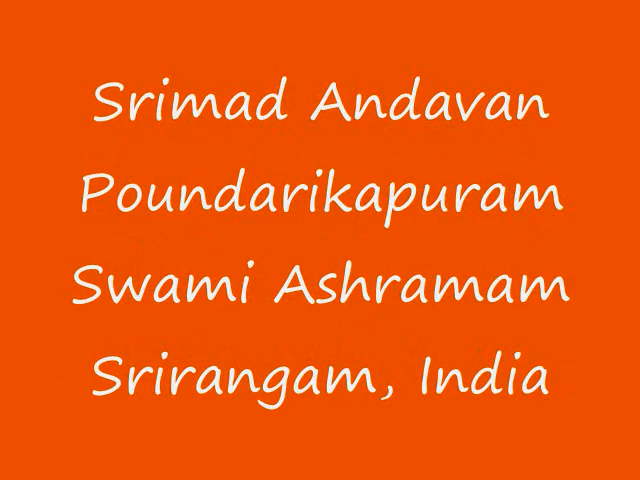 Srimad Andavan
Poundarikapuram
Swami Ashramam
Srirangam, India